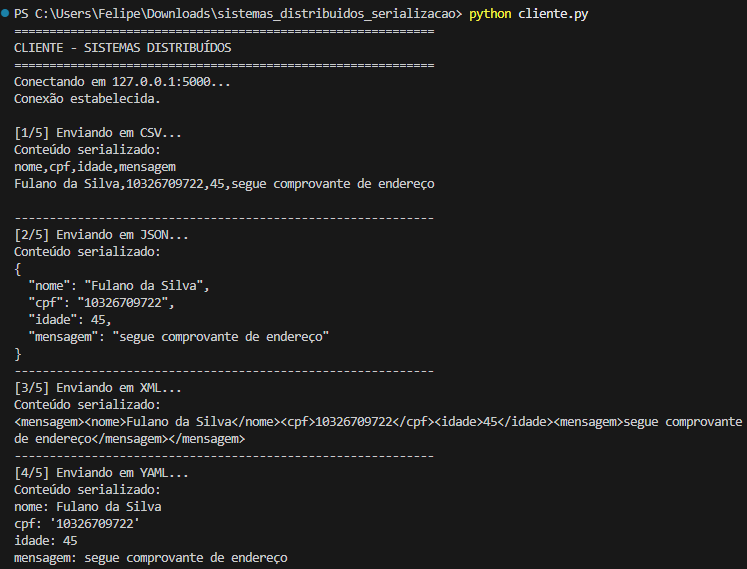 PS C:\Users\Felipe\Downloads\sistemas_distribuidos_serializacao> python cliente.py
============================================================
CLIENTE - SISTEMAS DISTRIBUÍDOS
============================================================
Conectando em 127.0.0.1:5000...
Conexão estabelecida.
[1/5] Enviando em CSV...
Conteúdo serializado:
nome,cpf,idade,mensagem
Fulano da Silva,10326709722,45,segue comprovante de endereço
------------------------------------------------------------
[2/5] Enviando em JSON...
Conteúdo serializado:
{
  "nome": "Fulano da Silva",
  "cpf": "10326709722",
  "idade": 45,
  "mensagem": "segue comprovante de endereço"
}
------------------------------------------------------------
[3/5] Enviando em XML...
Conteúdo serializado:
<mensagem><nome>Fulano da Silva</nome><cpf>10326709722</cpf><idade>45</idade><mensagem>segue comprovante
de endereço</mensagem></mensagem>
------------------------------------------------------------
[4/5] Enviando em YAML...
Conteúdo serializado:
nome: Fulano da Silva
cpf: '10326709722'
idade: 45
mensagem: segue comprovante de endereço